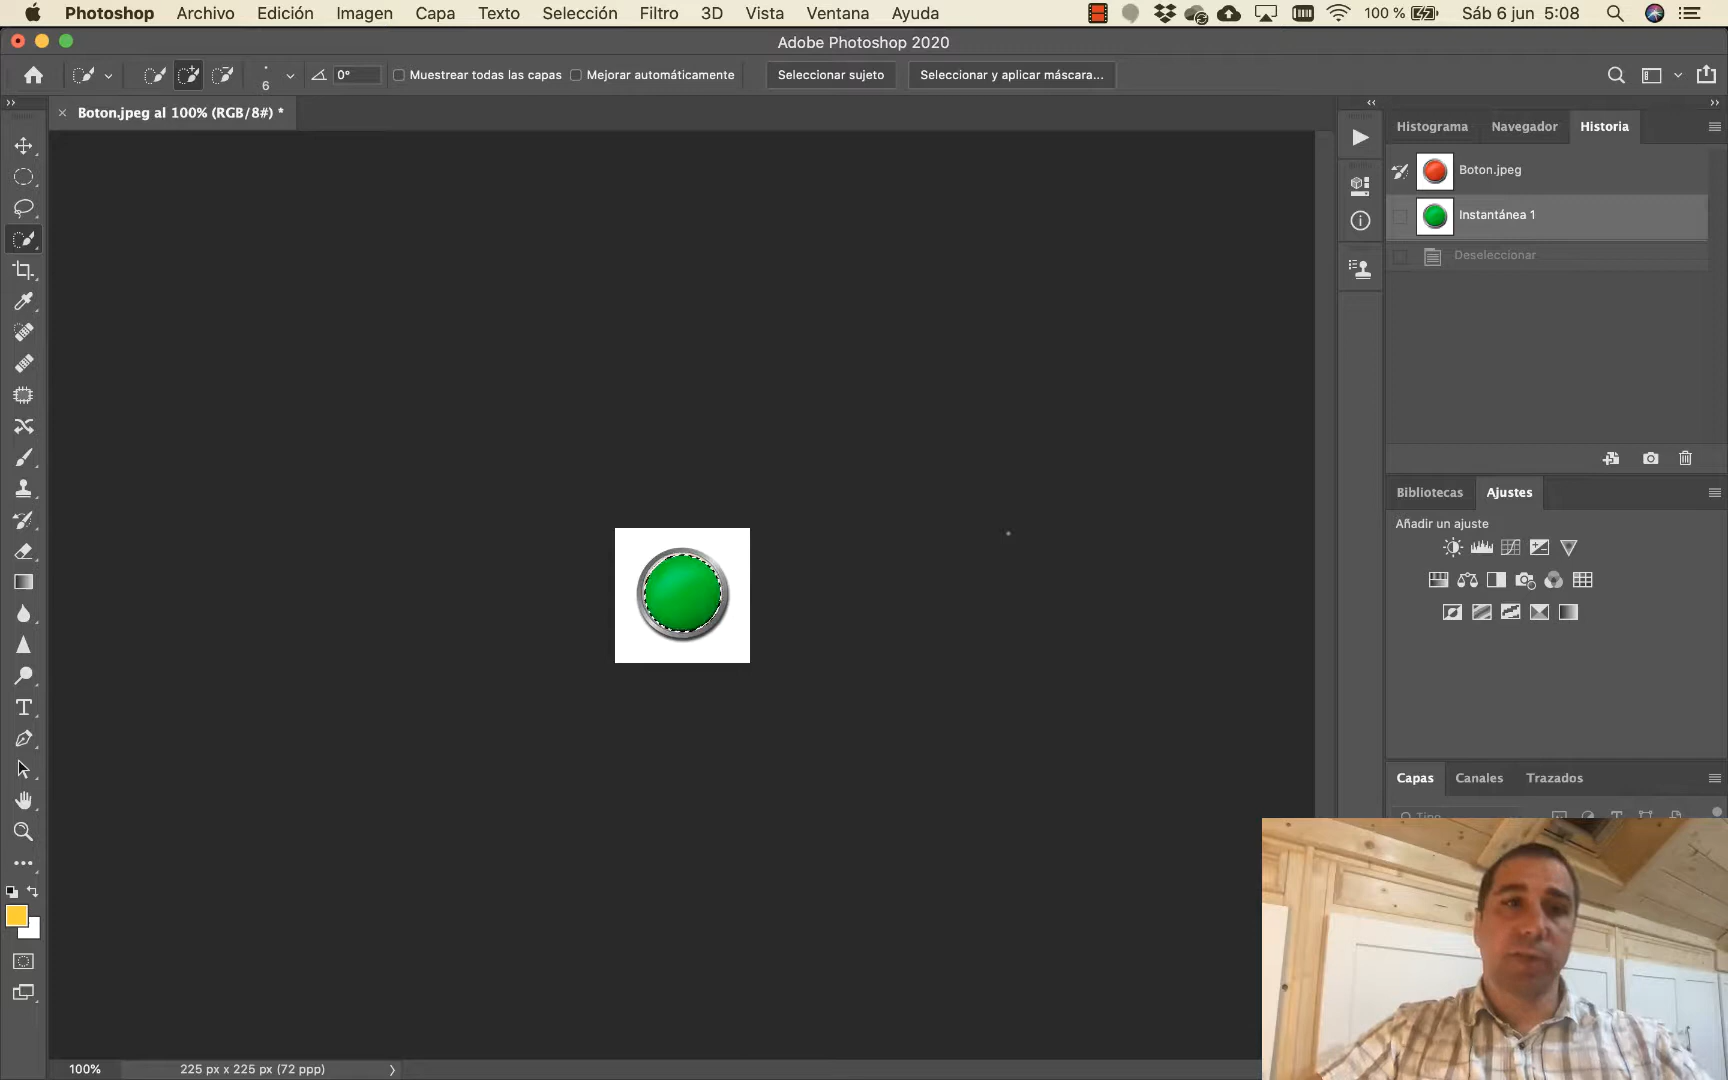 Photoshop Archivo Edición Imagen Capa Texto Selección Filtro 3D Vista Ventana Ayuda 100 % Sáb 6 jun 5:08
Adobe Photoshop 2020
6 0° Muestrear todas las capas Mejorar automáticamente Seleccionar sujeto Seleccionar y aplicar máscara...
Boton.jpeg al 100% (RGB/8#) *
Histograma Navegador Historia
Boton.jpeg
Instantánea 1
Deseleccionar
Bibliotecas Ajustes
Añadir un ajuste
Capas Canales Trazados
100% 225 px x 225 px (72 ppp)